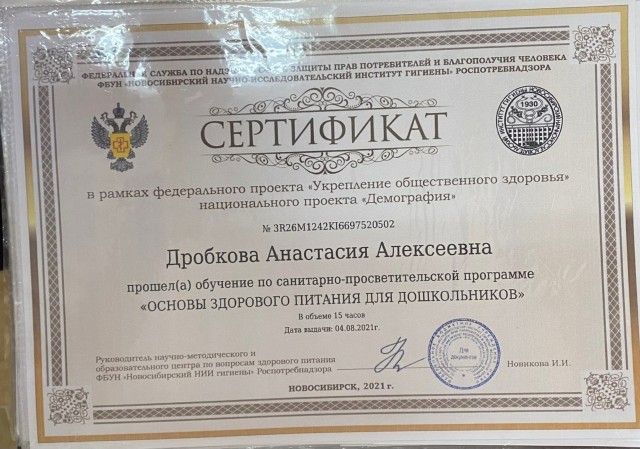 ФЕДЕРАЛЬНАЯ СЛУЖБА ПО ЗАЩИТЫ ПРАВ ПОТРЕБИТЕЛЕЙ И БЛАГОПОЛУЧИЯ ЧЕЛОВЕКА
ФБУН «НОВОСИБИРСКИЙ НАУЧНО-ИССЛЕДОВАТЕЛЬСКИЙ ИНСТИТУТ ГИГИЕНЫ» РОСПОТРЕБНАДЗОРА
1930
СЕРТИФИКАТ
в рамках федерального проекта «Укрепление общественного здоровья»
национального проекта «Демография»
№ 3R26M1242KI6697520502
Дробкова Анастасия Алексеевна
прошел(а) обучение по санитарно-просветительской программе
«ОСНОВЫ ЗДОРОВОГО ПИТАНИЯ ДЛЯ ДОШКОЛЬНИКОВ»
В объеме 15 часов
Дата выдачи: 04.08.2021г.
Руководитель научно-методического и
образовательного центра по вопросам здорового питания
ФБУН «Новосибирский НИИ гигиены» Роспотребнадзора
Для
документов
Новикова И.И.
НОВОСИБИРСК, 2021 г.